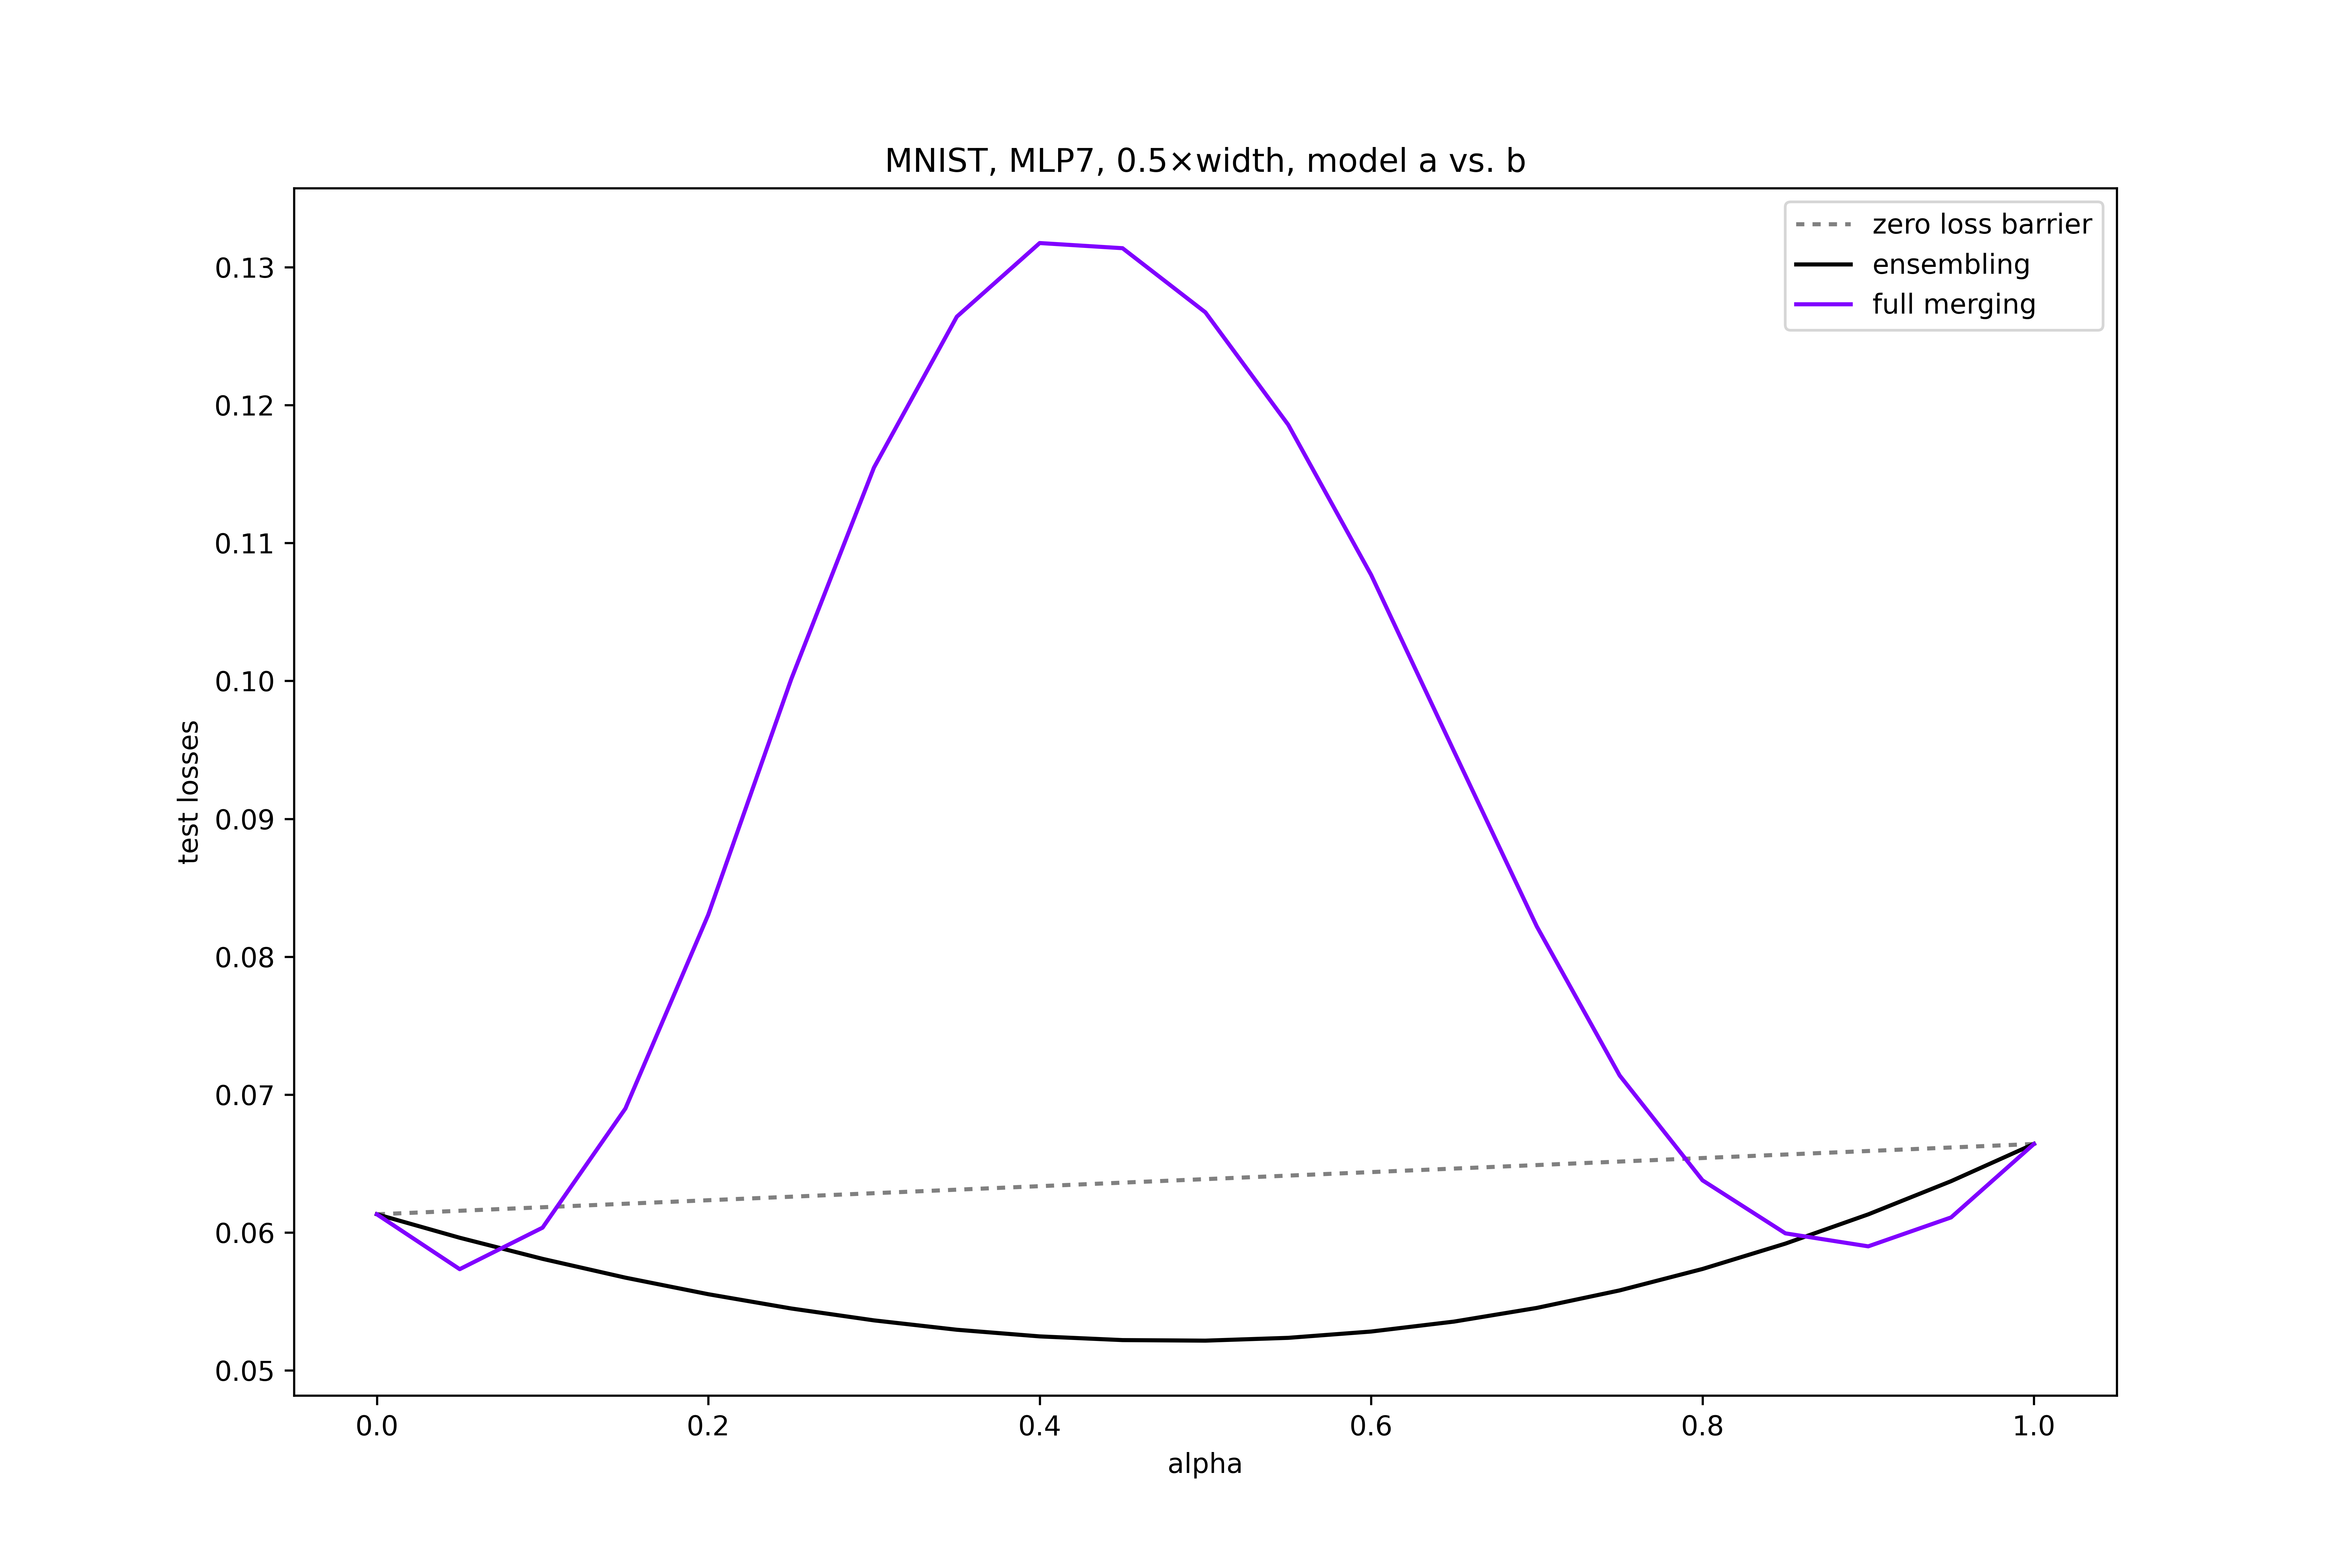 MNIST, MLP7, 0.5×width, model a vs. b
zero loss barrier
ensembling
full merging
test losses
0.13
0.12
0.11
0.10
0.09
0.08
0.07
0.06
0.05
0.0 0.2 0.4 0.6 0.8 1.0
alpha